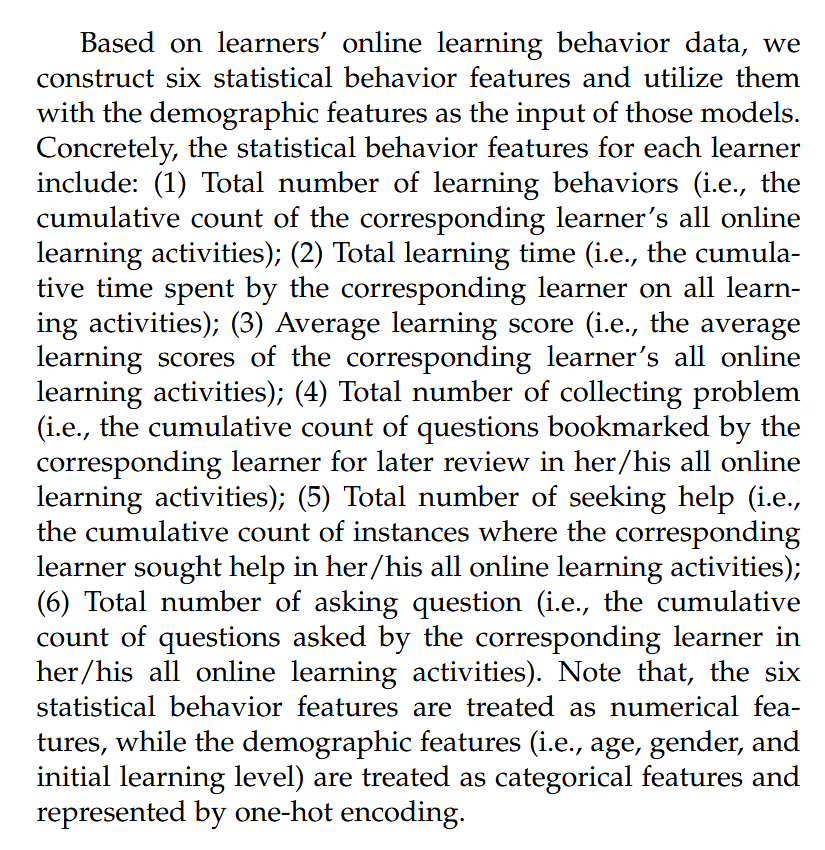 Based on learners' online learning behavior data, we
construct six statistical behavior features and utilize them
with the demographic features as the input of those models.
Concretely, the statistical behavior features for each learner
include: (1) Total number of learning behaviors (i.e., the
cumulative count of the corresponding learner's all online
learning activities); (2) Total learning time (i.e., the cumula-
tive time spent by the corresponding learner on all learn-
ing activities); (3) Average learning score (i.e., the average
learning scores of the corresponding learner's all online
learning activities); (4) Total number of collecting problem
(i.e., the cumulative count of questions bookmarked by the
corresponding learner for later review in her/his all online
learning activities); (5) Total number of seeking help (i.e.,
the cumulative count of instances where the corresponding
learner sought help in her/his all online learning activities);
(6) Total number of asking question (i.e., the cumulative
count of questions asked by the corresponding learner in
her/his all online learning activities). Note that, the six
statistical behavior features are treated as numerical fea-
tures, while the demographic features (i.e., age, gender, and
initial learning level) are treated as categorical features and
represented by one-hot encoding.